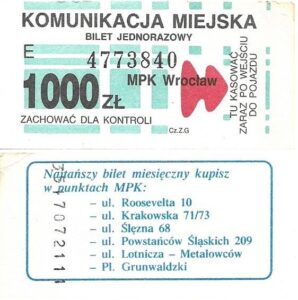 KOMUNIKACJA MIEJSKA
BILET JEDNORAZOWY
E
4773840
1000 ZŁ
MPK Wrocław
ZACHOWAĆ DLA KONTROLI
Cz.Z.G
TU KASOWAĆ
ZARAZ PO WEJŚCIU
DO POJAZDU
Najtańszy bilet miesięczny kupisz
w punktach MPK:
– ul. Roosevelta 10
– ul. Krakowska 71/73
– ul. Ślęzna 68
– ul. Powstańców Śląskich 209
– ul. Lotnicza – Metalowców
– Pl. Grunwaldzki